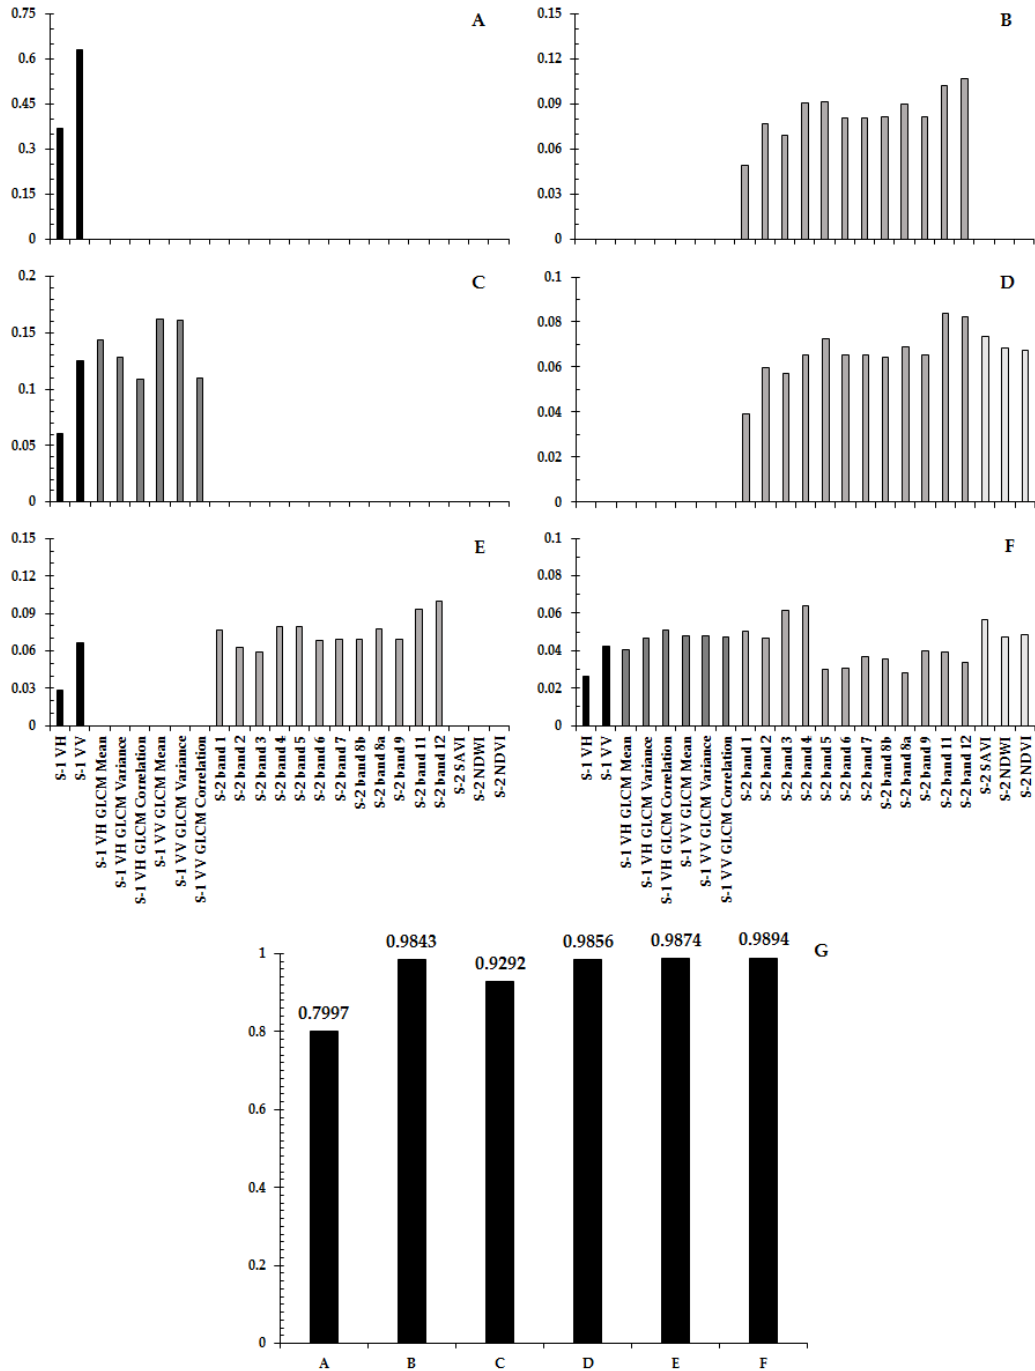 A
0.75
0.6
0.45
0.3
0.15
0
B
0.15
0.12
0.09
0.06
0.03
0
C
0.2
0.15
0.1
0.05
0
D
0.1
0.08
0.06
0.04
0.02
0
E
0.15
0.12
0.09
0.06
0.03
0
S-1 VH
S-1 VV
S-1 VH GLCM Mean
S-1 VH GLCM Variance
S-1 VH GLCM Correlation
S-1 VV GLCM Mean
S-1 VV GLCM Variance
S-1 VV GLCM Correlation
S-2 band 1
S-2 band 2
S-2 band 3
S-2 band 4
S-2 band 5
S-2 band 6
S-2 band 7
S-2 band 8b
S-2 band 8a
S-2 band 9
S-2 band 11
S-2 band 12
S-2 SAVI
S-2 NDWI
S-2 NDVI
F
0.1
0.08
0.06
0.04
0.02
0
S-1 VH
S-1 VV
S-1 VH GLCM Mean
S-1 VH GLCM Variance
S-1 VH GLCM Correlation
S-1 VV GLCM Mean
S-1 VV GLCM Variance
S-1 VV GLCM Correlation
S-2 band 1
S-2 band 2
S-2 band 3
S-2 band 4
S-2 band 5
S-2 band 6
S-2 band 7
S-2 band 8b
S-2 band 8a
S-2 band 9
S-2 band 11
S-2 band 12
S-2 SAVI
S-2 NDWI
S-2 NDVI
G
1
0.8
0.6
0.4
0.2
0
0.7997
0.9843
0.9292
0.9856
0.9874
0.9894
A
B
C
D
E
F